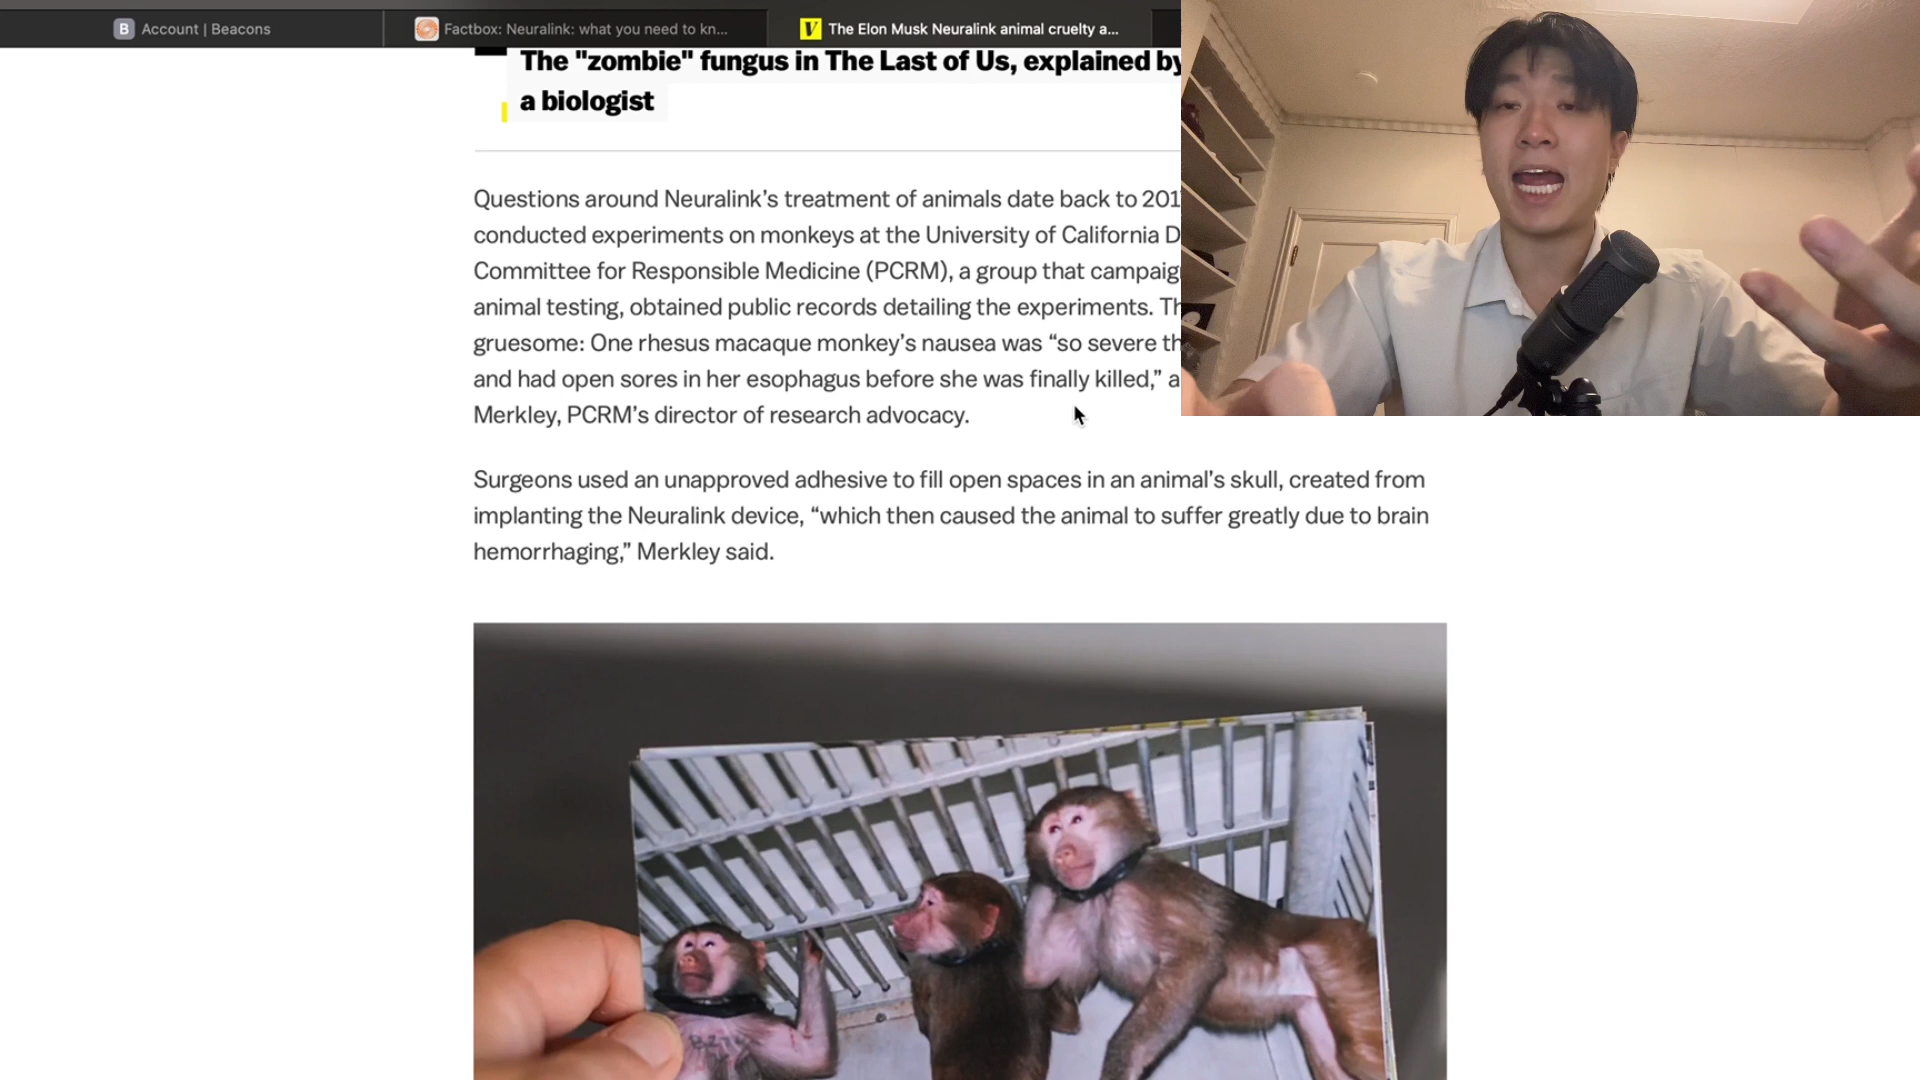 B Account | Beacons
Factbox: Neuralink: what you need to kn...
V The Elon Musk Neuralink animal cruelty a...
The "zombie" fungus in The Last of Us, explained by
a biologist
Questions around Neuralink’s treatment of animals date back to 201
conducted experiments on monkeys at the University of California D
Committee for Responsible Medicine (PCRM), a group that campaig
animal testing, obtained public records detailing the experiments. Th
gruesome: One rhesus macaque monkey’s nausea was “so severe th
and had open sores in her esophagus before she was finally killed,” a
Merkley, PCRM’s director of research advocacy.
Surgeons used an unapproved adhesive to fill open spaces in an animal’s skull, created from
implanting the Neuralink device, “which then caused the animal to suffer greatly due to brain
hemorrhaging,” Merkley said.